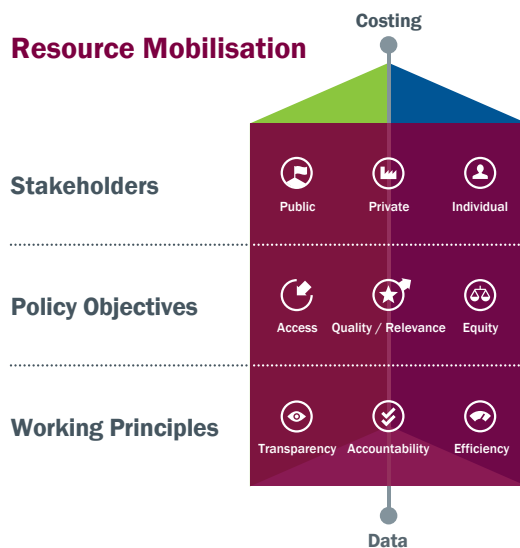 Costing
Resource Mobilisation
Stakeholders
Public
Private
Individual
Policy Objectives
Access
Quality / Relevance
Equity
Working Principles
Transparency
Accountability
Efficiency
Data